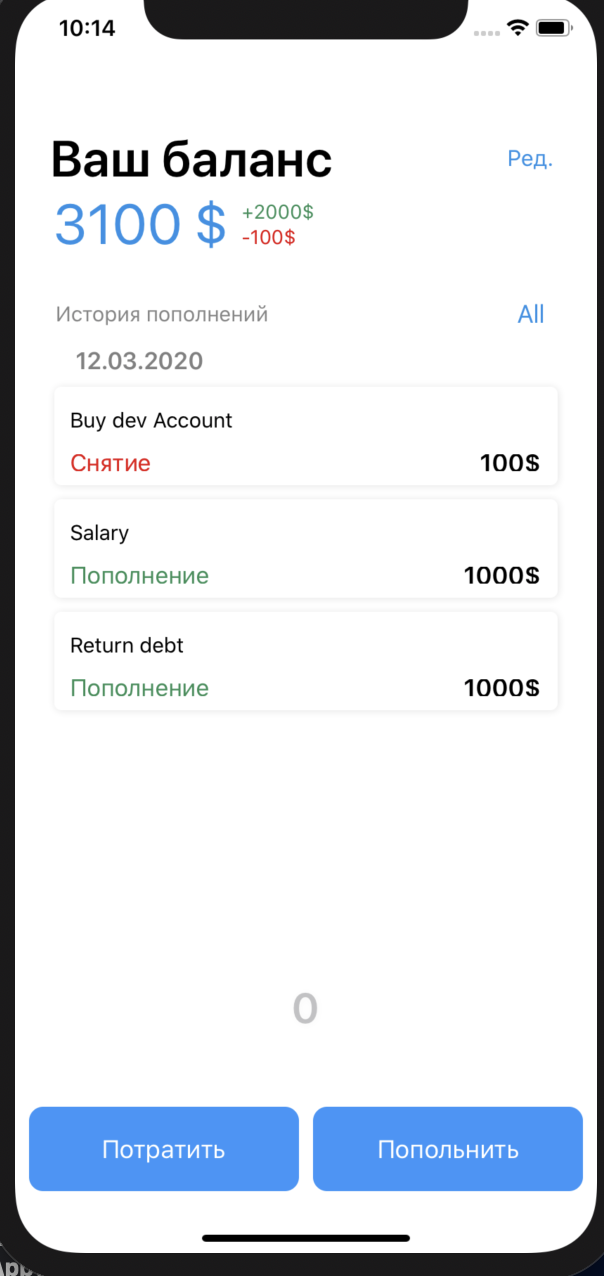 10:14
Ваш баланс
Ред.
3100 $
+2000$
-100$
История пополнений
All
12.03.2020
Buy dev Account
Снятие
100$
Salary
Пополнение
1000$
Return debt
Пополнение
1000$
0
Потратить
Попольнить